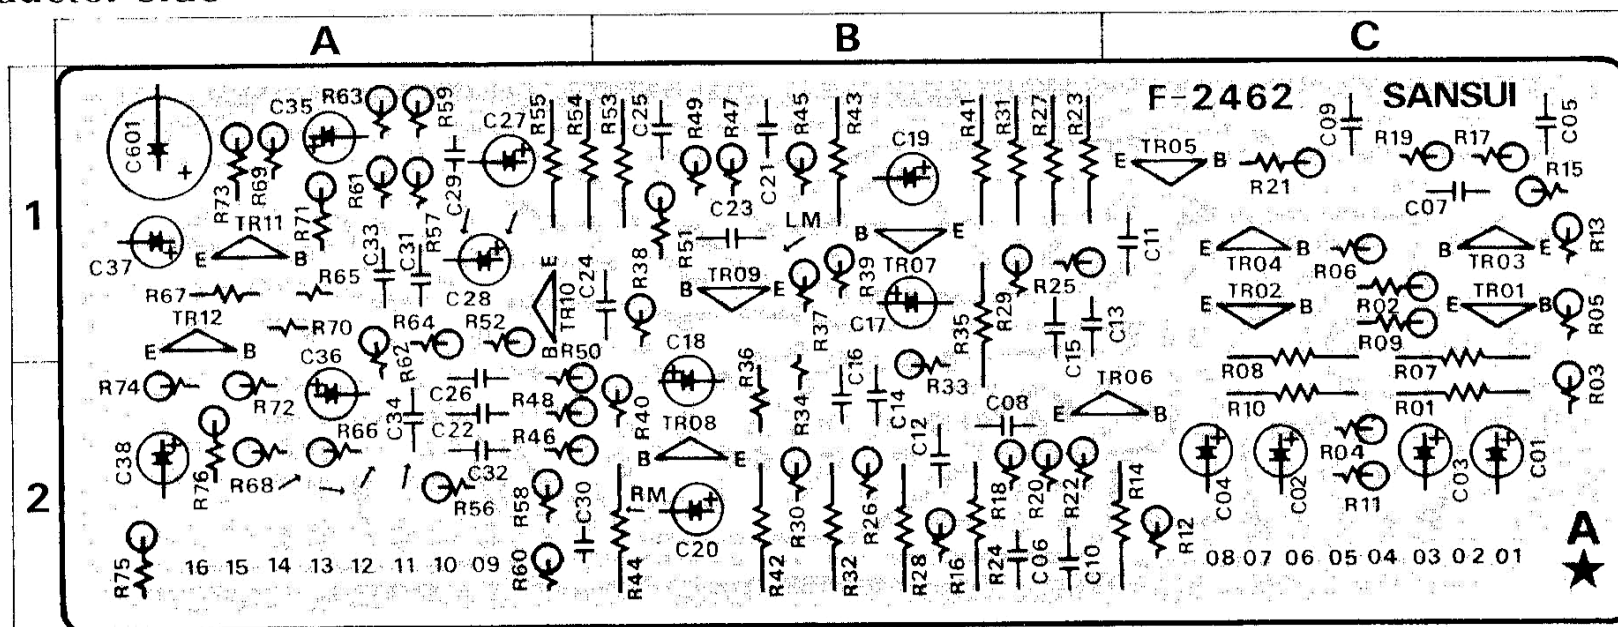 A B C
1
2
F-2462 SANSUI
C601
C35
R63
R59
C27
R55
R54
R53
C25
R49
R47
R45
R43
C19
R41
R31
R27
R23
C09
R19
R17
C05
E TR05 B
R21
R15
R73
R69
R61
C29
C21
C07
TR11
E B
R71
C33
C31
R57
C37
R51
C23
LM
B E
TR07
C11
E B
TR04
R06
B E
TR03
R13
R67
R65
C28
E
TR10
B
C24
R38
TR09
B E
R39
C17
R37
R35
R29
R25
C15
C13
TR02
E B
R02
R09
TR01
E B
R05
TR12
E B
R70
R64
R52
R62
R50
C36
C18
R36
C16
R33
TR06
E B
R08
R07
R03
R74
R72
C26
R48
R40
R34
C14
C08
R10
R01
C34
C22
R46
TR08
B E
C12
R04
C38
R76
R66
R68
C32
R56
R58
C30
RM
C20
R30
R26
R18
R20
R22
R14
C04
C02
C03
C01
R11
R12
R75
16 15 14 13 12 11 10 09
R60
R44
R42
R32
R28
R16
R24
C06
C10
08 07 06 05 04 03 02 01
A
★